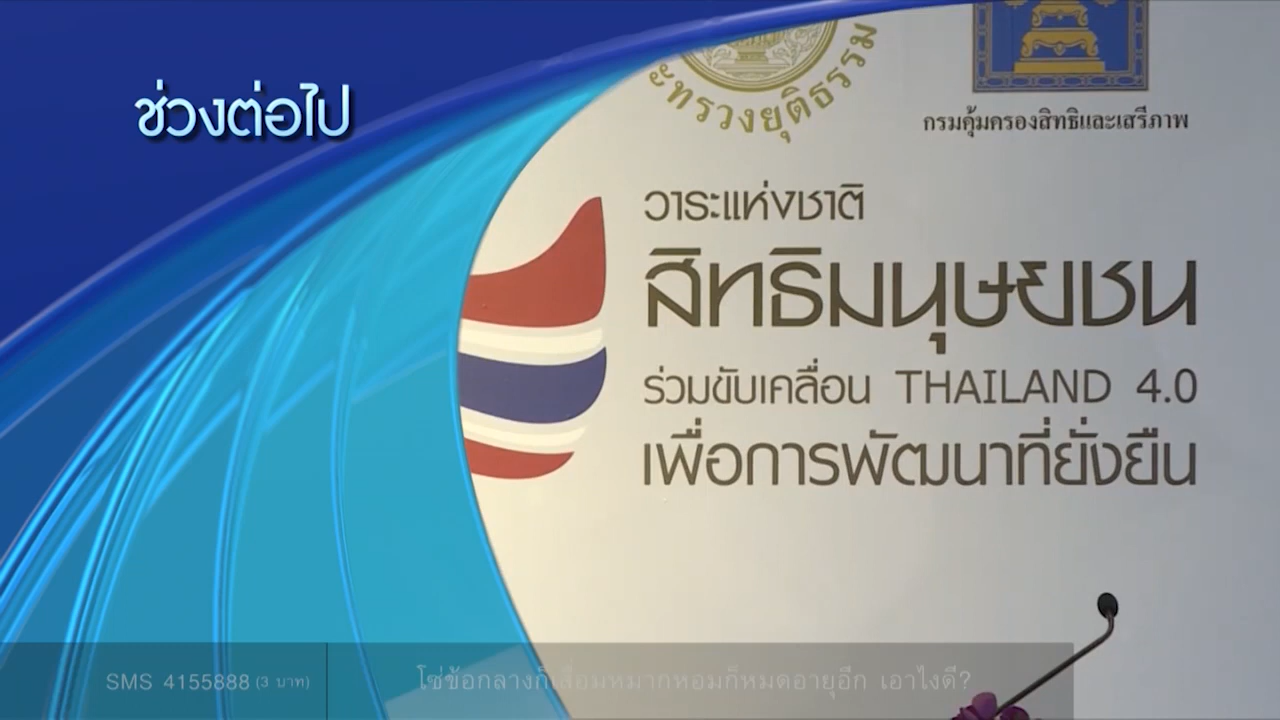 ช่วงต่อไป
กระทรวงยุติธรรม
กรมคุ้มครองสิทธิและเสรีภาพ
วาระแห่งชาติ
สิทธิมนุษยชน
ร่วมขับเคลื่อน THAILAND 4.0
เพื่อการพัฒนาที่ยั่งยืน
SMS 4155888 (3 บาท)
โซ่ข้อกลางก็เสื่อมหมากหอมก็หมดอายุอีก เอาไงดี?